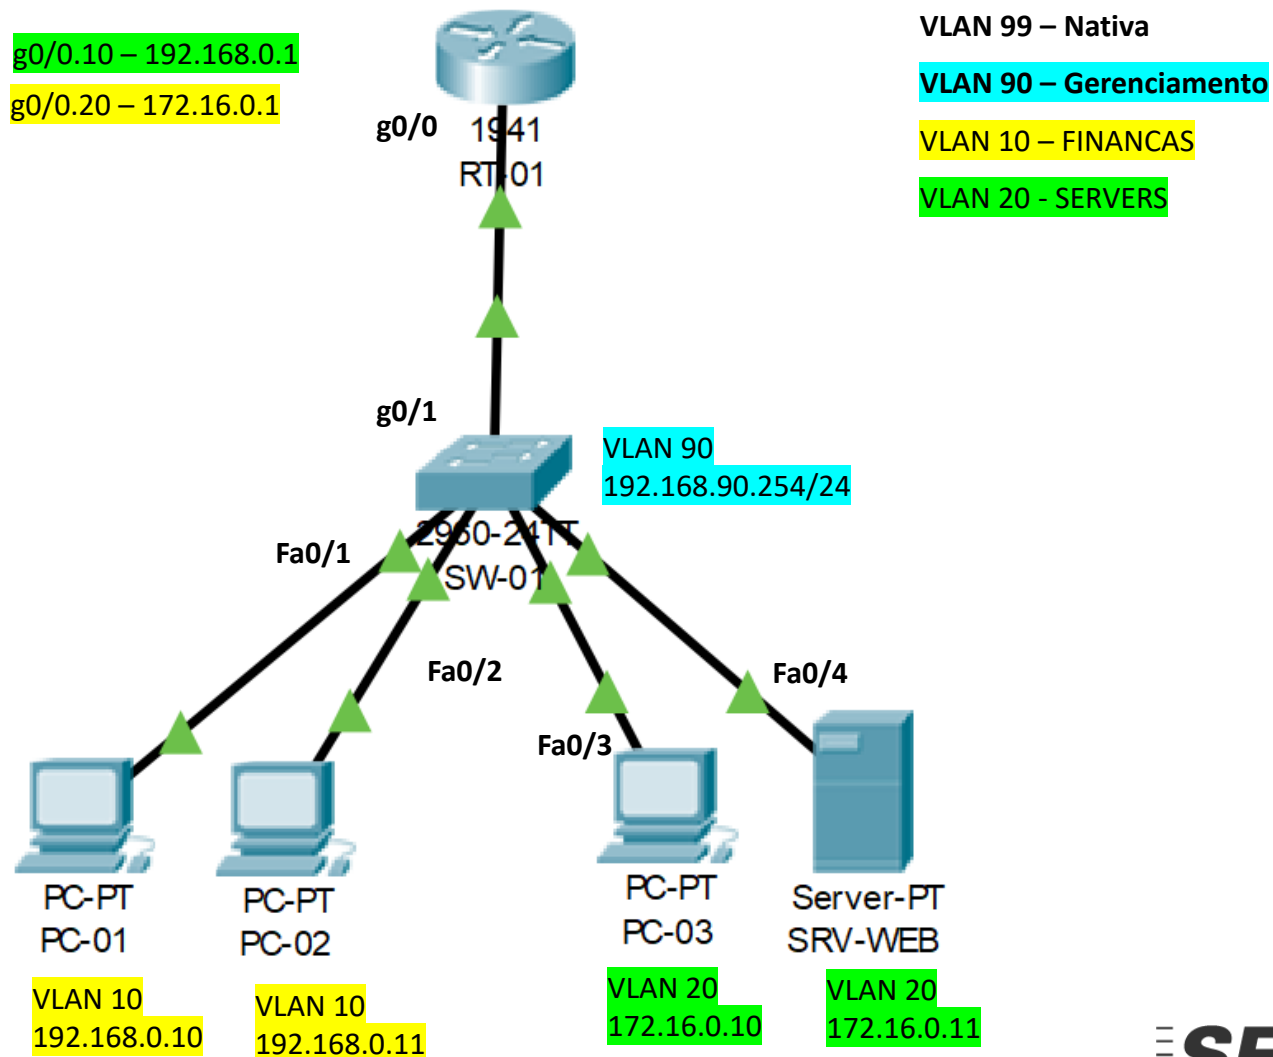 g0/0.10 – 192.168.0.1
g0/0.20 – 172.16.0.1
VLAN 99 – Nativa
VLAN 90 – Gerenciamento
VLAN 10 – FINANCAS
VLAN 20 - SERVERS
g0/0
1941
RT-01
g0/1
VLAN 90
192.168.90.254/24
2960-24TT
SW-01
Fa0/1
Fa0/2
Fa0/3
Fa0/4
PC-PT
PC-01
VLAN 10
192.168.0.10
PC-PT
PC-02
VLAN 10
192.168.0.11
PC-PT
PC-03
VLAN 20
172.16.0.10
Server-PT
SRV-WEB
VLAN 20
172.16.0.11